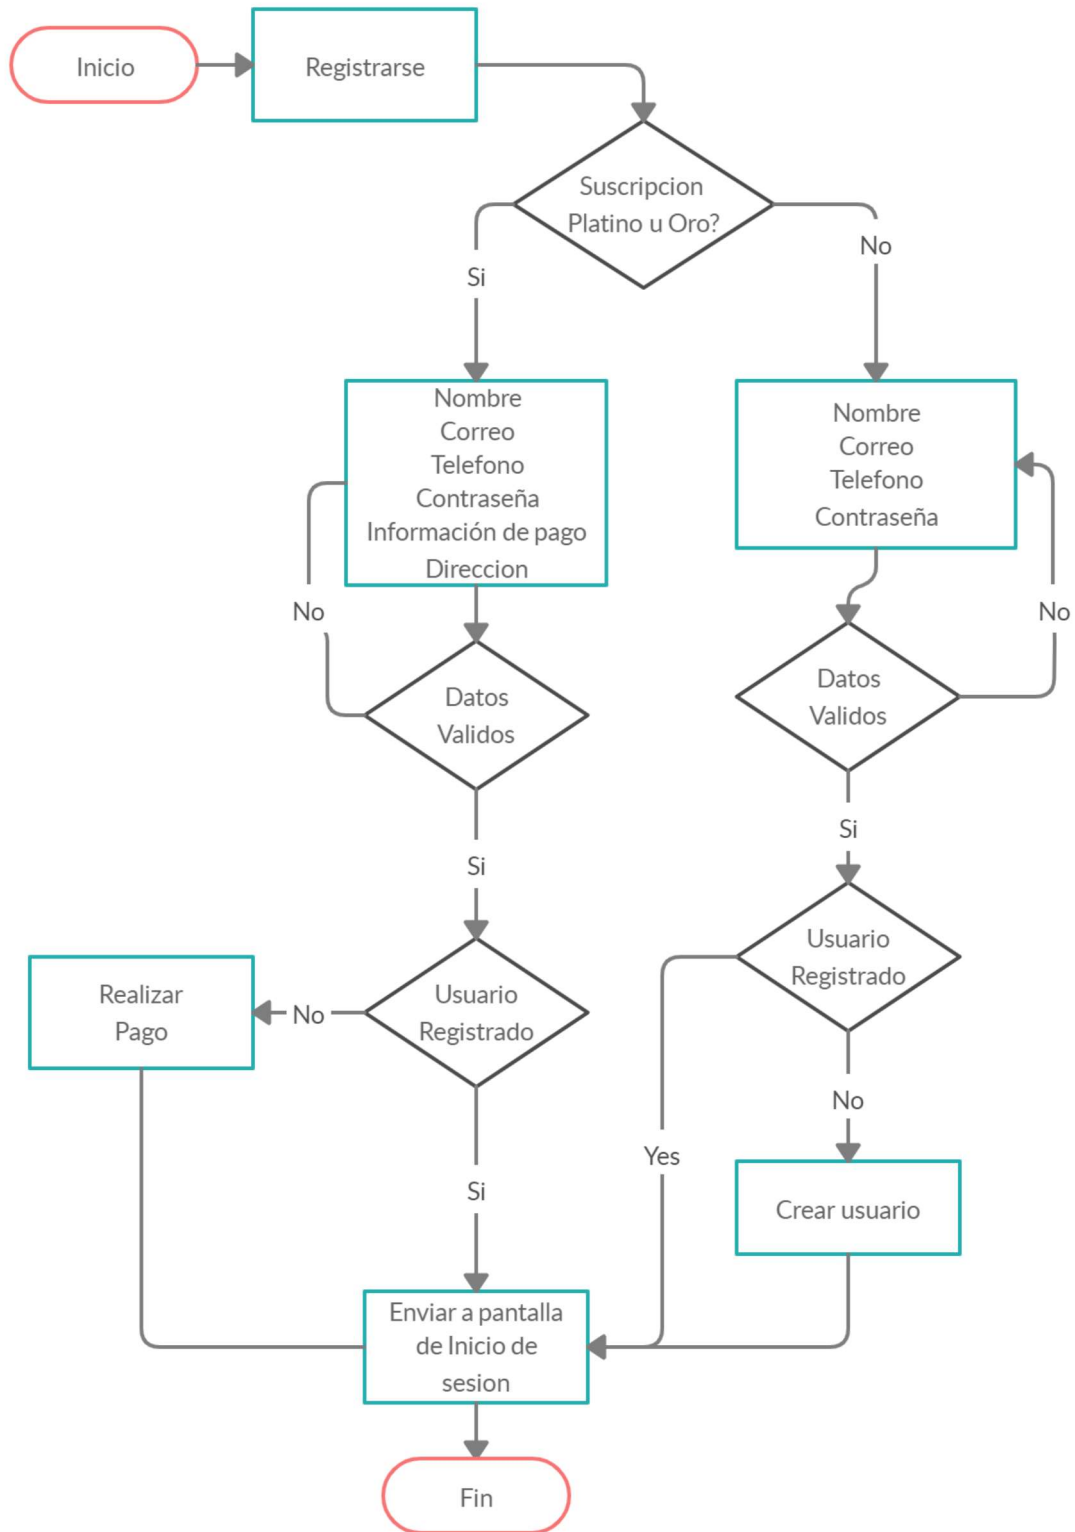 Inicio
Registrarse
Suscripcion
Platino u Oro?
Si
No
Nombre
Correo
Telefono
Contraseña
Información de pago
Direccion
Nombre
Correo
Telefono
Contraseña
No
No
Datos
Validos
Datos
Validos
Si
Si
Usuario
Registrado
Usuario
Registrado
Realizar
Pago
No
No
Yes
Si
Crear usuario
Enviar a pantalla
de Inicio de
sesion
Fin